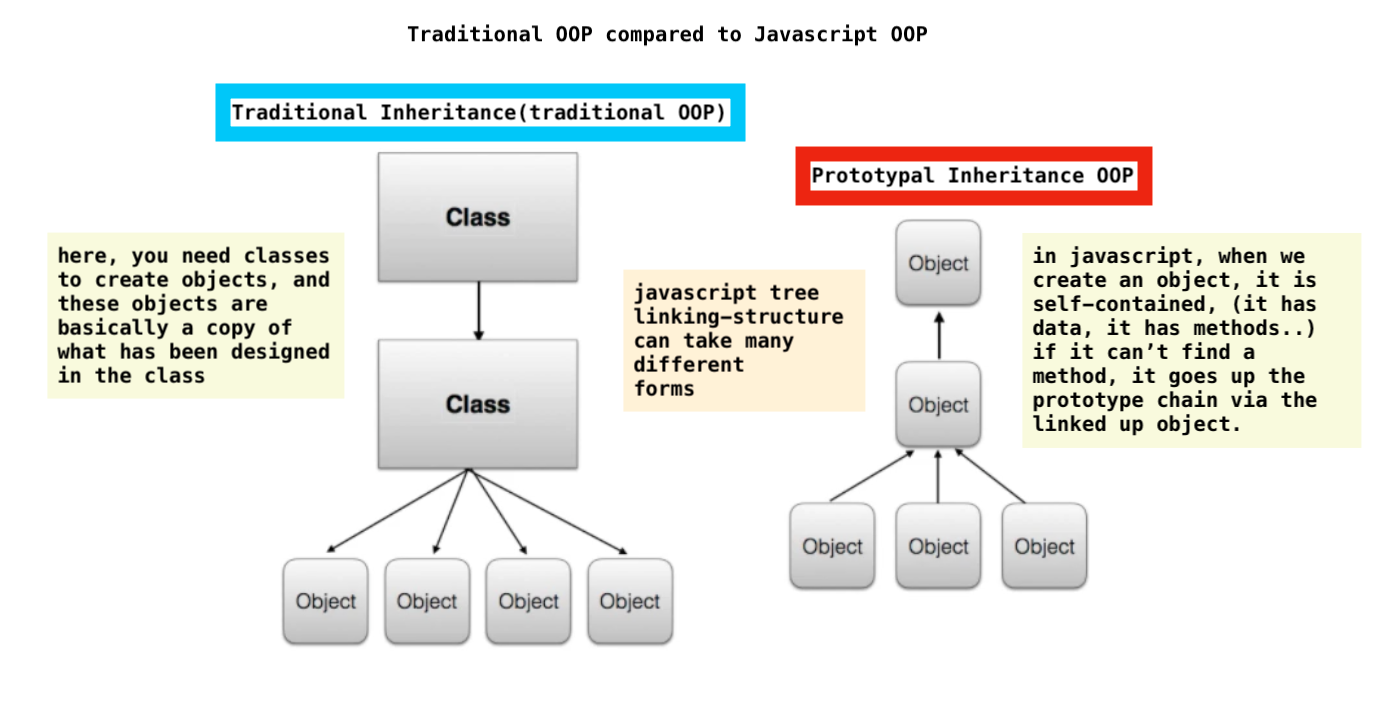 Traditional OOP compared to Javascript OOP
Traditional Inheritance(traditional OOP)
Class
here, you need classes
to create objects, and
these objects are
basically a copy of
what has been designed
in the class
Class
Object
Object
Object
Object
javascript tree
linking-structure
can take many
different
forms
Prototypal Inheritance OOP
Object
Object
Object
Object
Object
in javascript, when we
create an object, it is
self-contained, (it has
data, it has methods..)
if it can’t find a
method, it goes up the
prototype chain via the
linked up object.